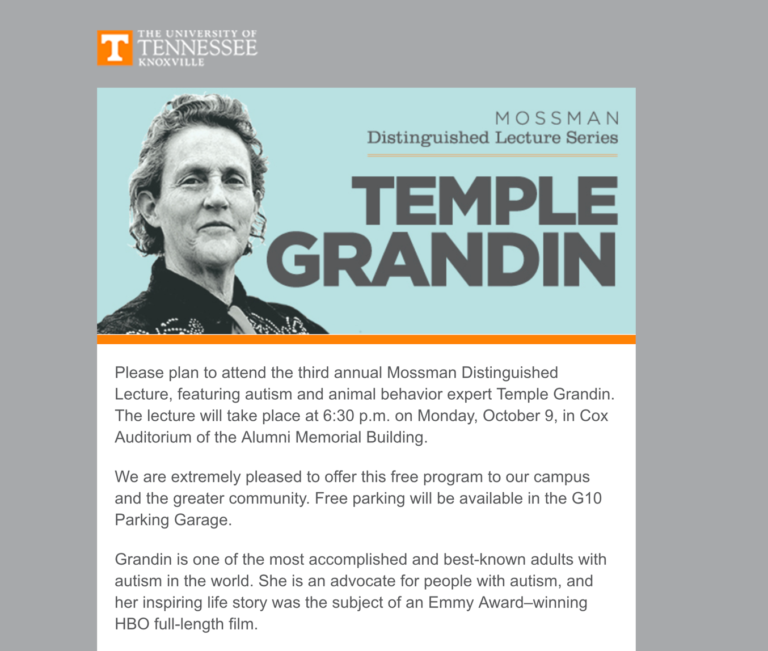 THE UNIVERSITY OF
TENNESSEE
KNOXVILLE
MOSSMAN
Distinguished Lecture Series
TEMPLE
GRANDIN
Please plan to attend the third annual Mossman Distinguished
Lecture, featuring autism and animal behavior expert Temple Grandin.
The lecture will take place at 6:30 p.m. on Monday, October 9, in Cox
Auditorium of the Alumni Memorial Building.
We are extremely pleased to offer this free program to our campus
and the greater community. Free parking will be available in the G10
Parking Garage.
Grandin is one of the most accomplished and best-known adults with
autism in the world. She is an advocate for people with autism, and
her inspiring life story was the subject of an Emmy Award–winning
HBO full-length film.